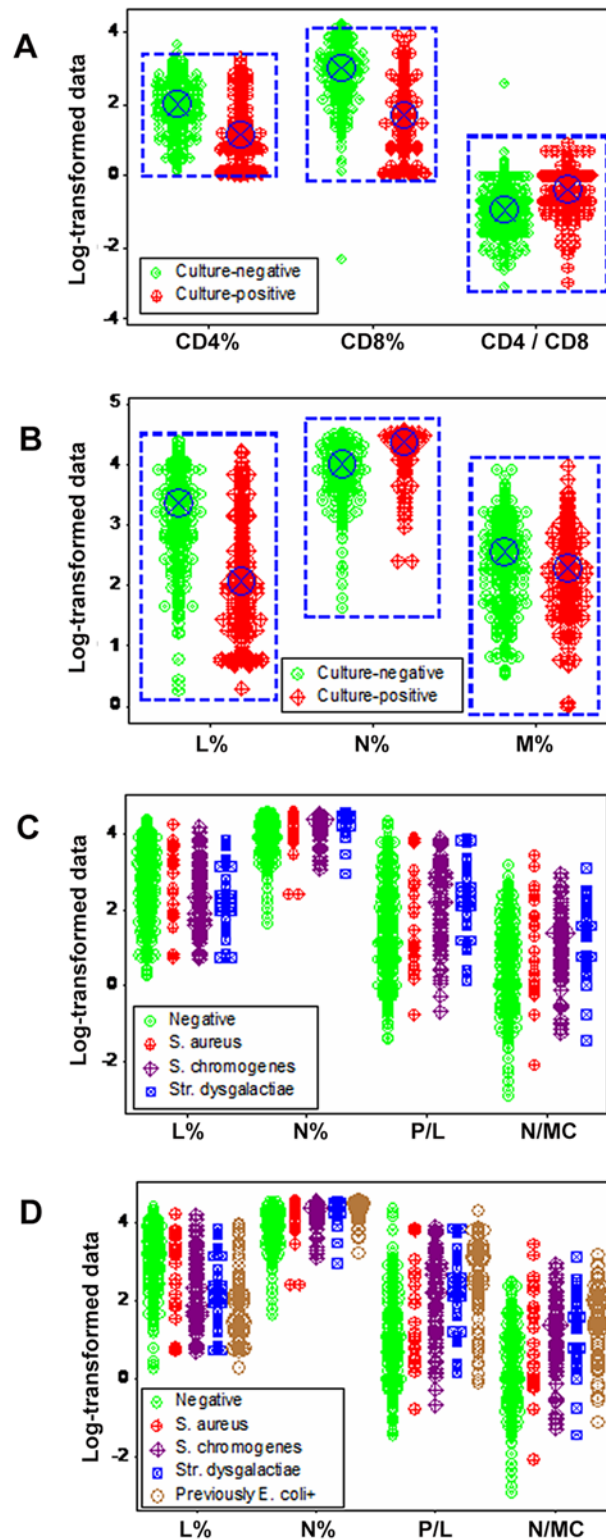 A
Log-transformed data
4
2
0
-2
-4
Culture-negative
Culture-positive
CD4% CD8% CD4 / CD8
B
Log-transformed data
5
4
3
2
1
0
Culture-negative
Culture-positive
L% N% M%
C
Log-transformed data
4
2
0
-2
Negative
S. aureus
S. chromogenes
Str. dysgalactiae
L% N% P/L N/MC
D
Log-transformed data
4
2
0
-2
Negative
S. aureus
S. chromogenes
Str. dysgalactiae
Previously E. coli+
L% N% P/L N/MC